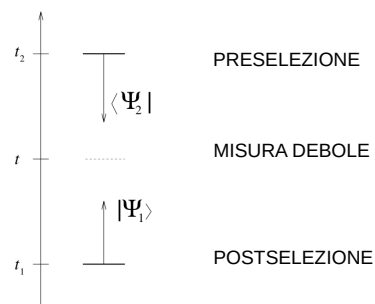 t₂ PRESELEZIONE
⟨Ψ₂|
t MISURA DEBOLE
|Ψ₁⟩
t₁ POSTSELEZIONE